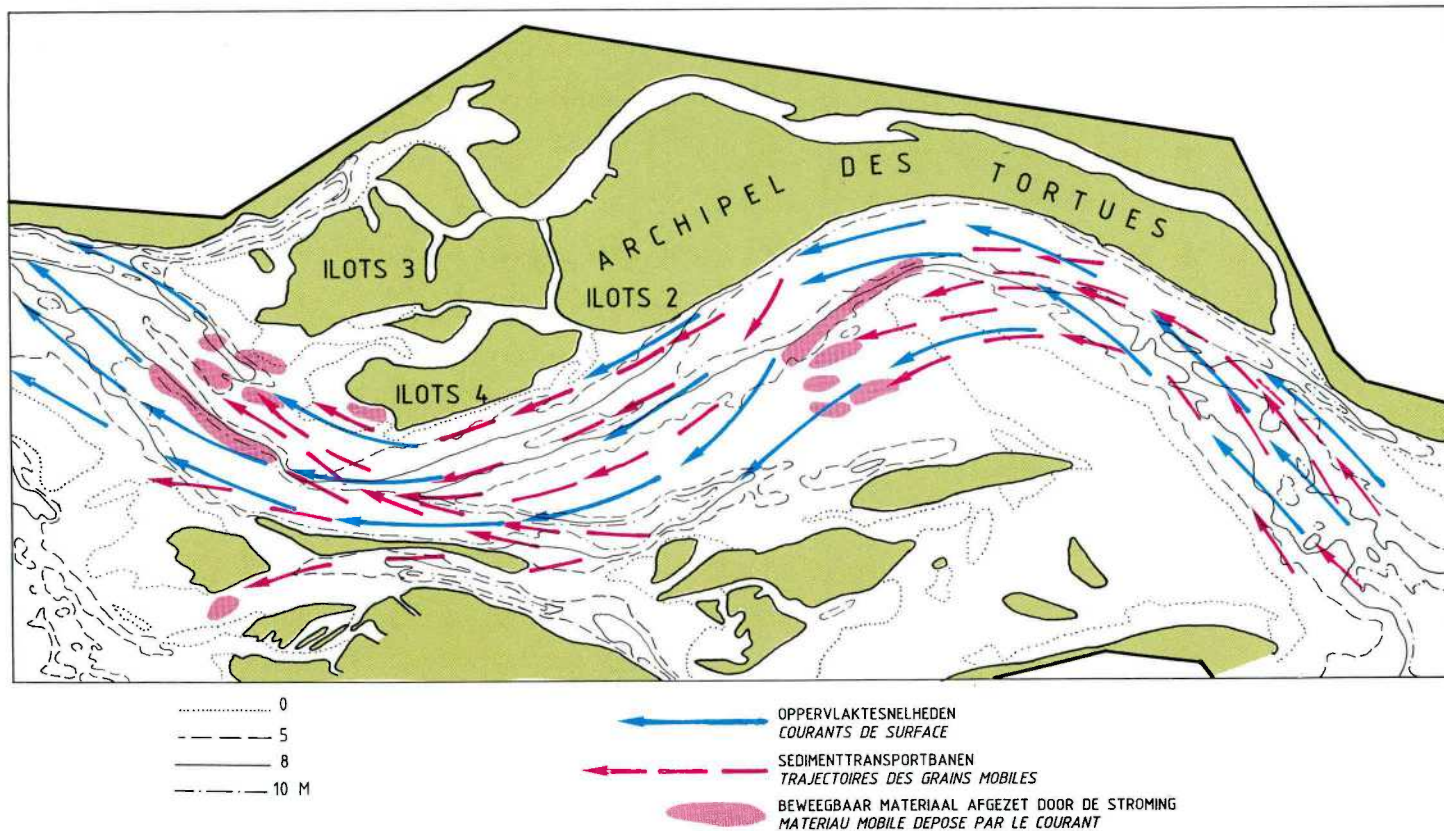 ARCHIPEL DES TORTUES
ILOTS 3
ILOTS 2
ILOTS 4
0
5
8
10 M
OPPERVLAKTESNELHEDEN
COURANTS DE SURFACE
SEDIMENTTRANSPORTBANEN
TRAJECTOIRES DES GRAINS MOBILES
BEWEEGBAAR MATERIAAL AFGEZET DOOR DE STROMING
MATERIAU MOBILE DEPOSE PAR LE COURANT